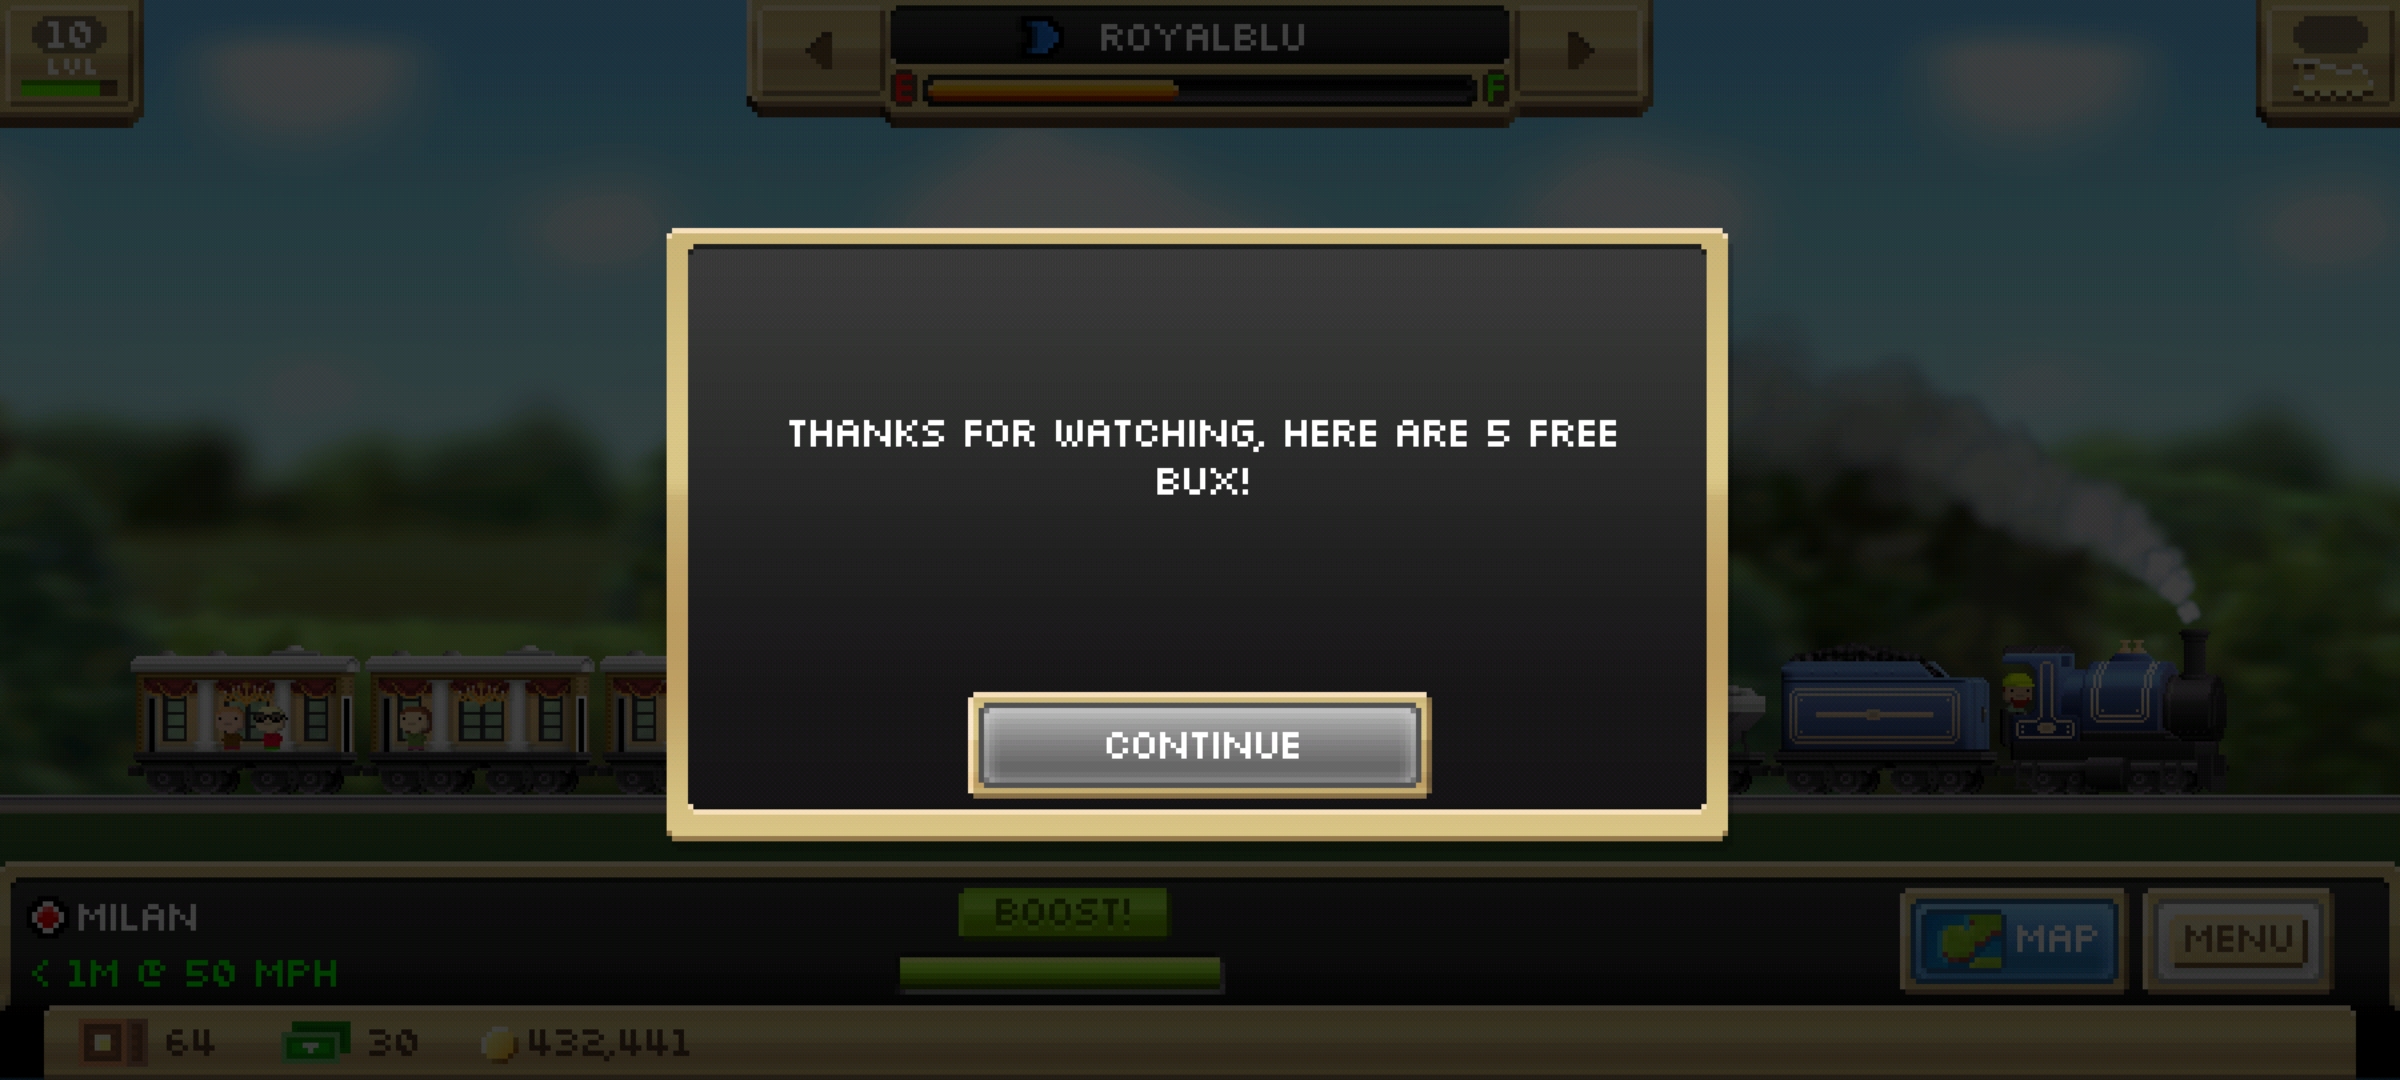 10
LVL
ROYALBLU
E F
THANKS FOR WATCHING, HERE ARE 5 FREE
BUX!
CONTINUE
MILAN
BOOST!
MAP
MENU
< 1M @ 50 MPH
64 30 432,441